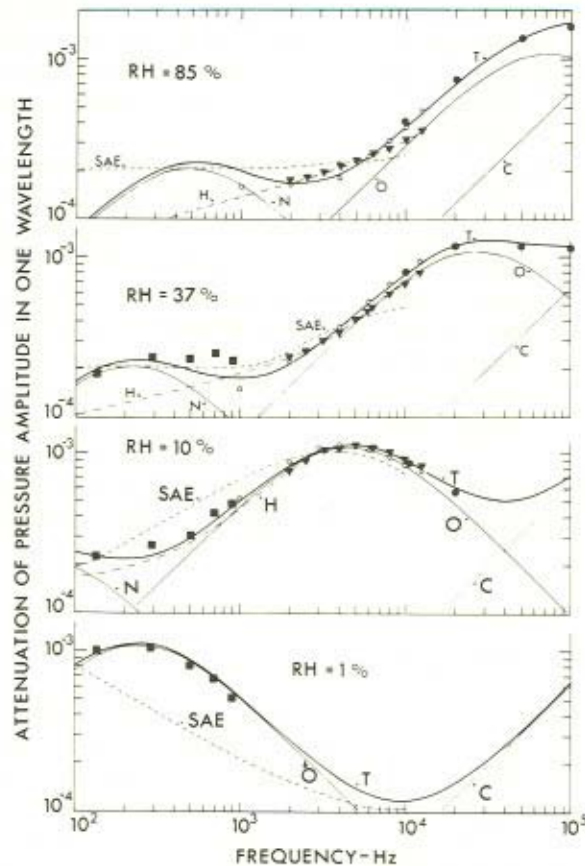 ATTENUATION OF PRESSURE AMPLITUDE IN ONE WAVELENGTH
10⁻³
RH = 85 %
T
SAE
H
N
O
C
10⁻⁴
10⁻³
RH = 37 %
T
SAE
O
C
H
N
10⁻⁴
10⁻³
RH = 10 %
SAE
H
T
O
N
C
10⁻⁴
10⁻³
RH = 1 %
SAE
O
T
C
10⁻⁴
10² 10³ 10⁴ 10⁵
FREQUENCY-Hz